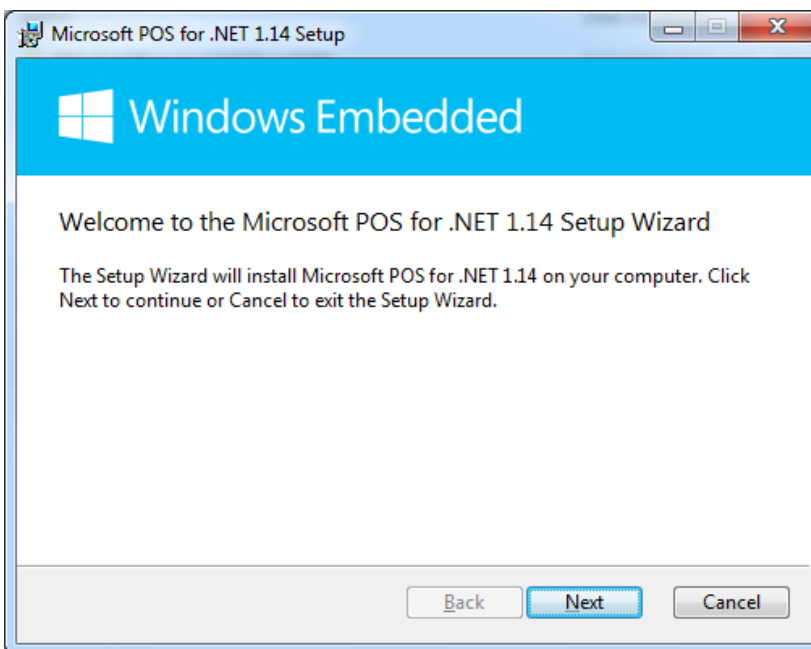 Microsoft POS for .NET 1.14 Setup
Windows Embedded
Welcome to the Microsoft POS for .NET 1.14 Setup Wizard
The Setup Wizard will install Microsoft POS for .NET 1.14 on your computer. Click
Next to continue or Cancel to exit the Setup Wizard.
Back Next Cancel